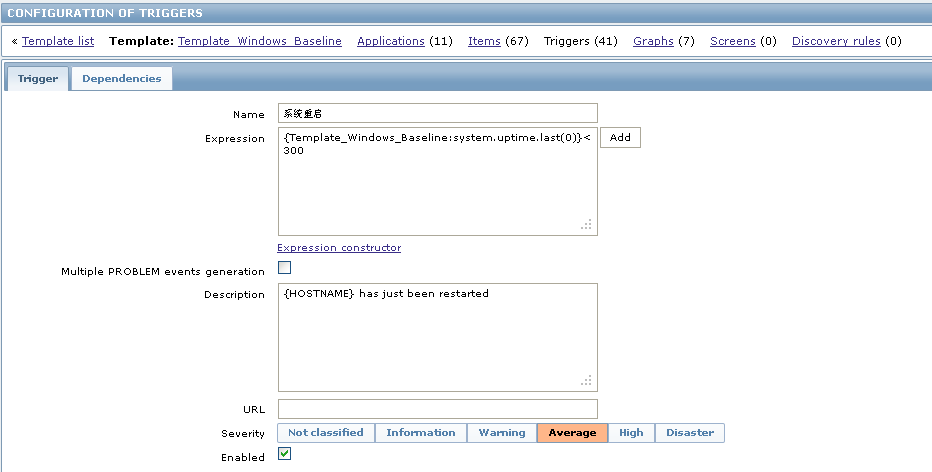 CONFIGURATION OF TRIGGERS
« Template list Template: Template_Windows_Baseline Applications (11) Items (67) Triggers (41) Graphs (7) Screens (0) Discovery rules (0)
Trigger Dependencies
Name 系统重启
Expression {Template_Windows_Baseline:system.uptime.last(0)}< Add
300
Expression constructor
Multiple PROBLEM events generation
Description {HOSTNAME} has just been restarted
URL
Severity Not classified Information Warning Average High Disaster
Enabled